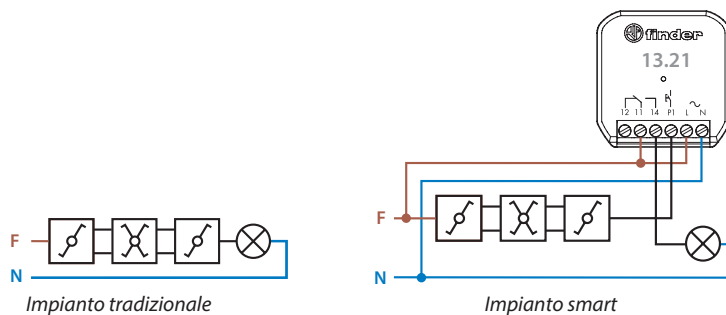 finder
13.21
12 11 14 P1 L N
F
N
Impianto tradizionale
F
N
Impianto smart